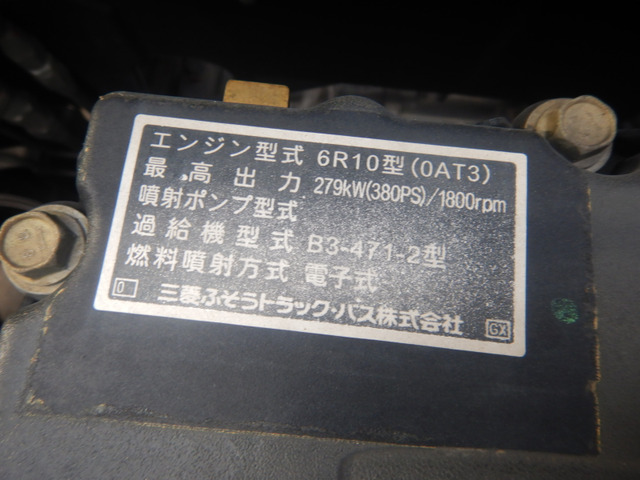 エンジン型式 6R10型(0AT3)
最高出力 279kW(380PS)/1800rpm
噴射ポンプ型式
過給機型式 B3-471-2型
燃料噴射方式 電子式
0 三菱ふそうトラック・バス株式会社 GX